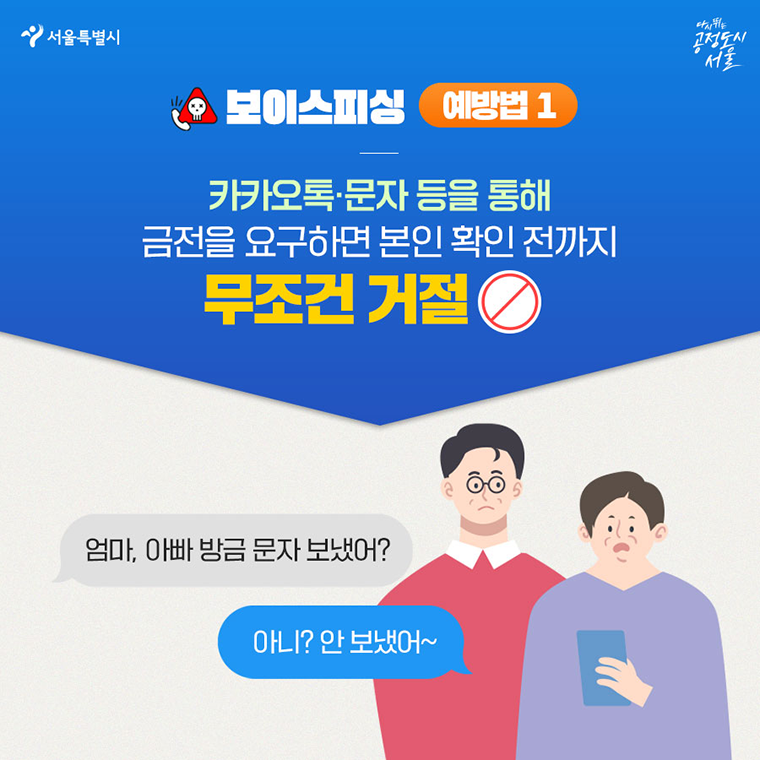 서울특별시
다시 뛰는
공정도시
서울
보이스피싱 예방법 1
카카오톡·문자 등을 통해
금전을 요구하면 본인 확인 전까지
무조건 거절
엄마, 아빠 방금 문자 보냈어?
아니? 안 보냈어~